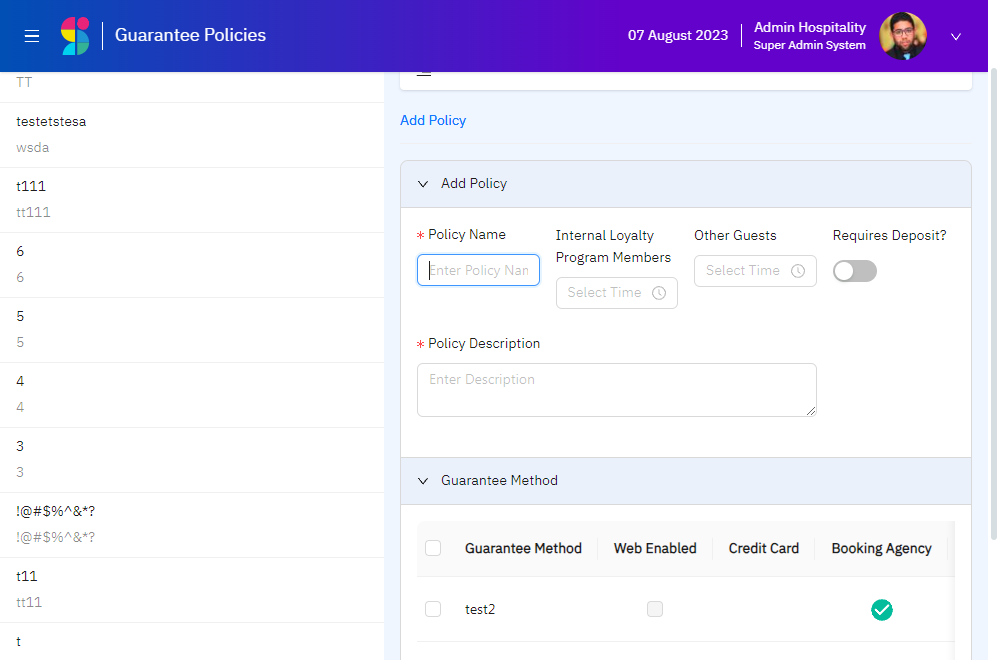 Guarantee Policies
07 August 2023
Admin Hospitality
Super Admin System
TT
testetstesa
wsda
t111
tt111
6
6
5
5
4
4
3
3
!@#$%^&*?
!@#$%^&*?
t11
tt11
t
Add Policy
Add Policy
* Policy Name
Enter Policy Nan
Internal Loyalty
Program Members
Select Time
Other Guests
Select Time
Requires Deposit?
* Policy Description
Enter Description
Guarantee Method
Guarantee Method Web Enabled Credit Card Booking Agency
test2